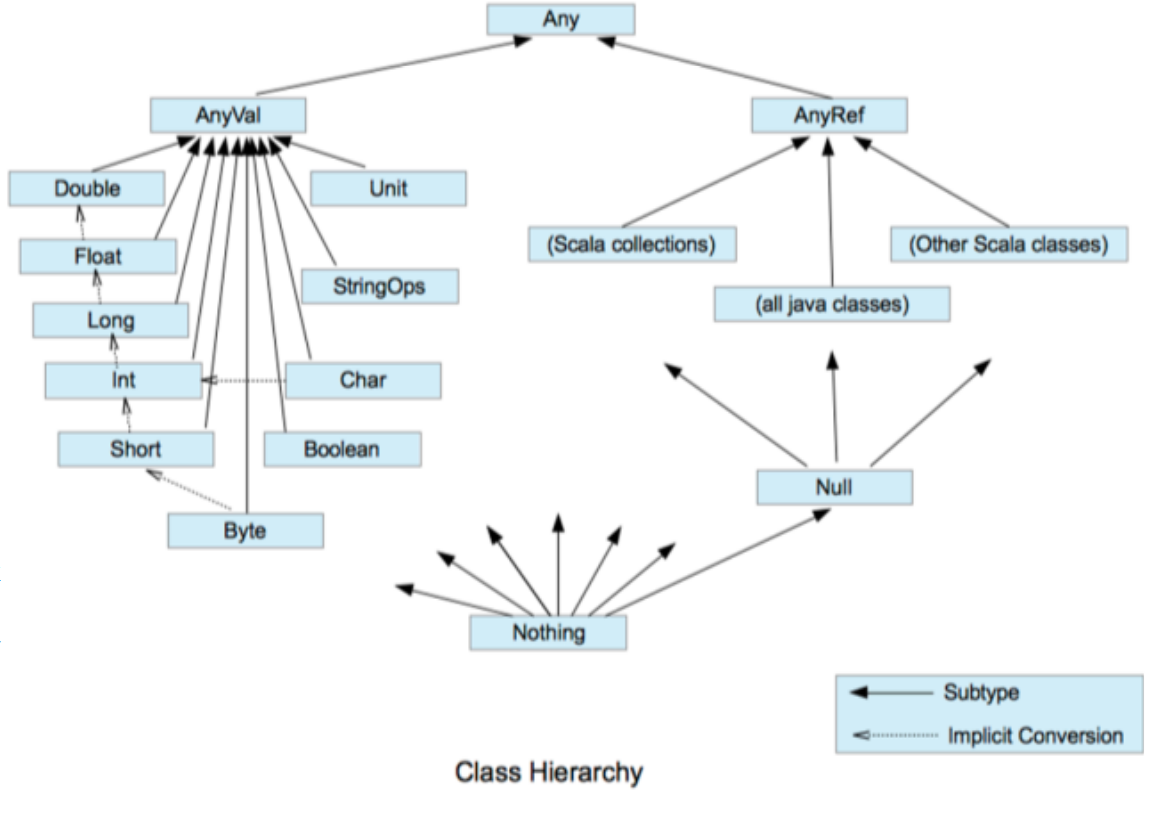 Any
AnyVal
AnyRef
Double
Unit
Float
(Scala collections)
(Other Scala classes)
StringOps
Long
(all java classes)
Int
Char
Short
Boolean
Null
Byte
Nothing
Subtype
Implicit Conversion
Class Hierarchy